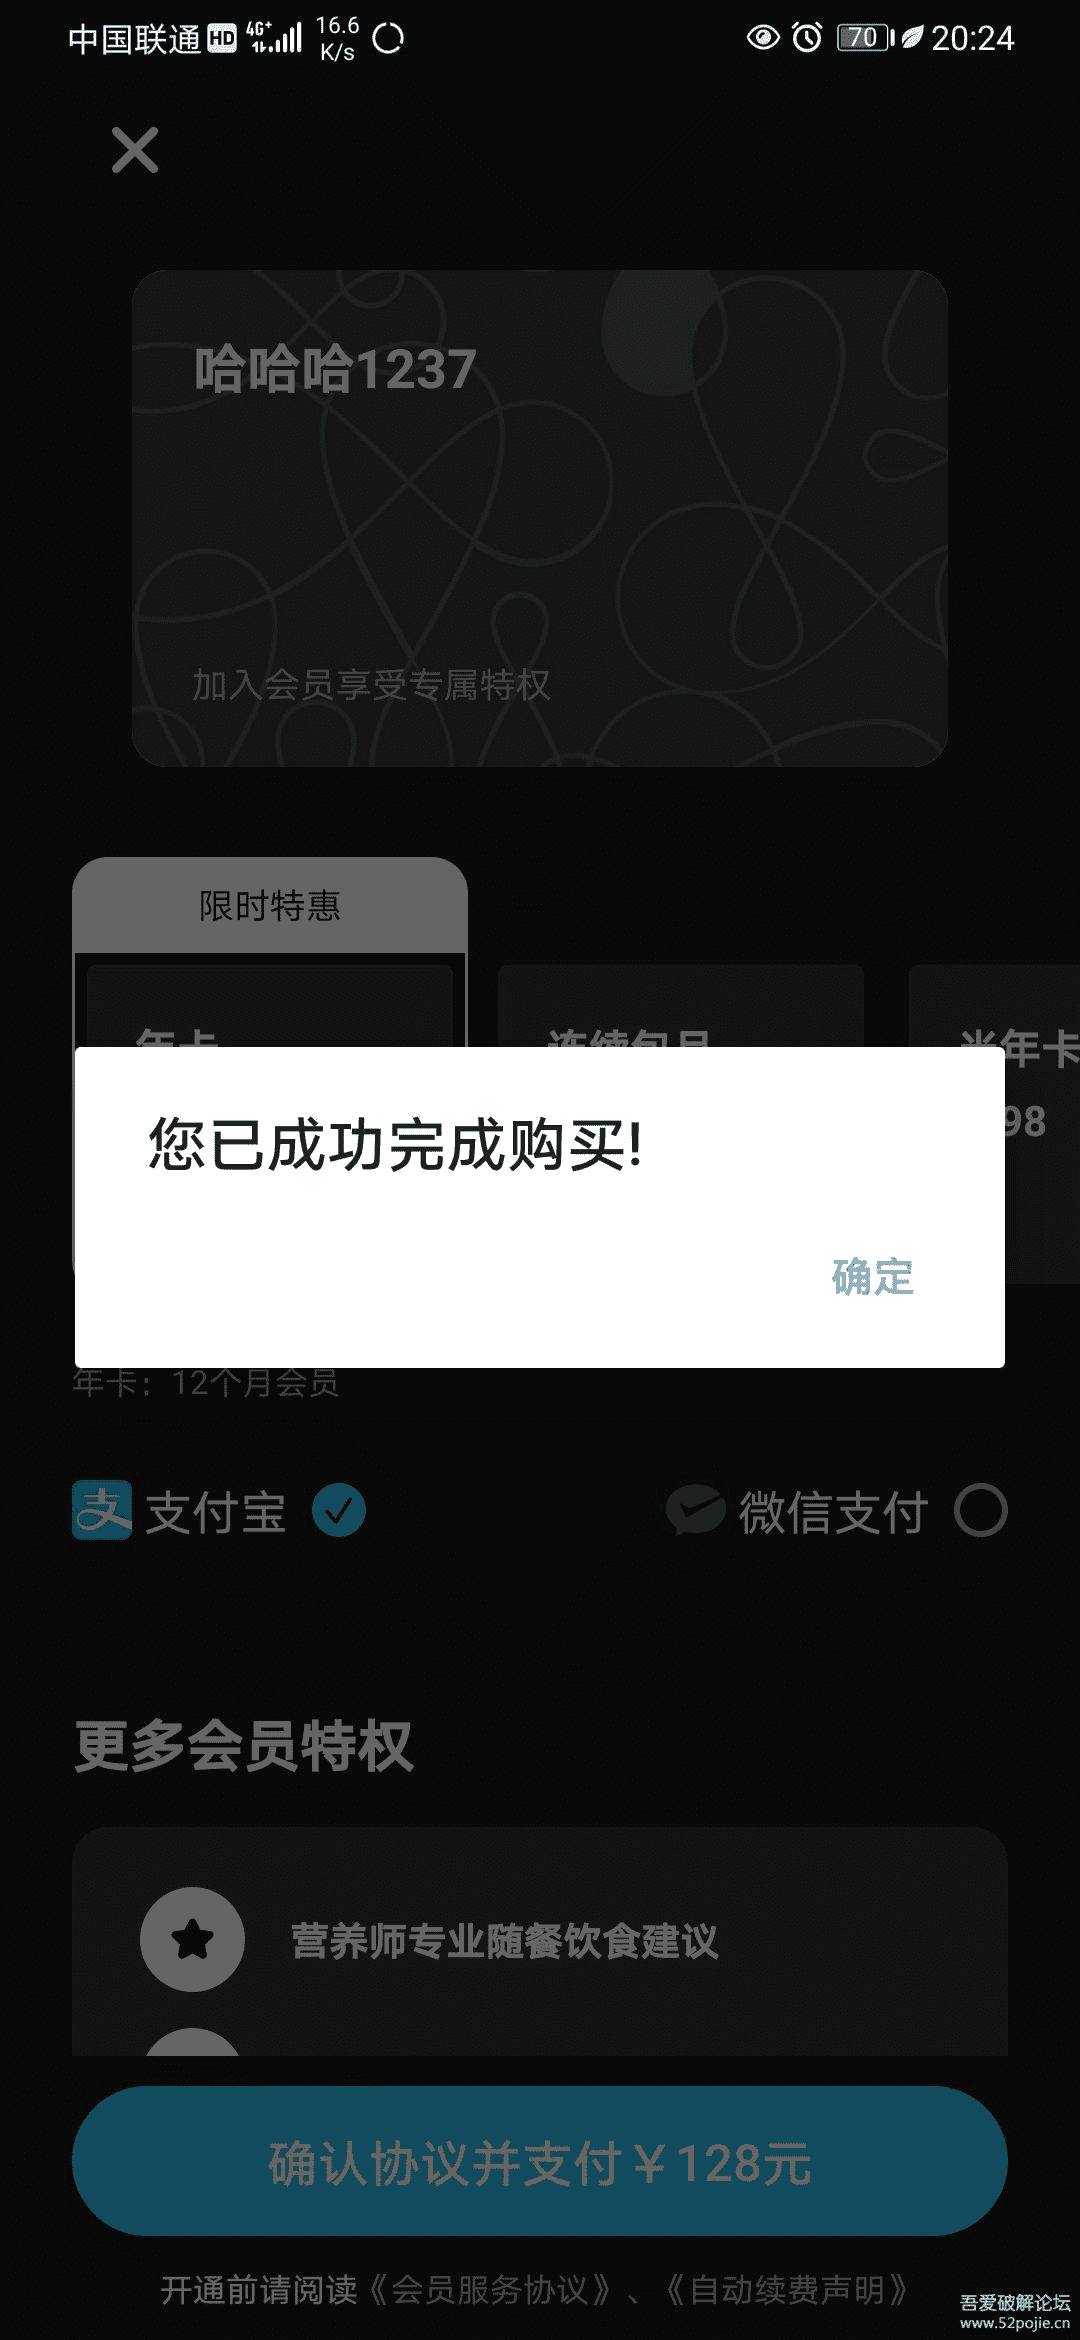 中国联通 HD 4G+ 16.6 K/s 70 20:24
哈哈哈1237
加入会员享受专属特权
限时特惠
年卡 连续包月 半年卡
98
您已成功完成购买!
确定
年卡：12个月会员
支付宝 微信支付
更多会员特权
营养师专业随餐饮食建议
确认协议并支付￥128元
开通前请阅读《会员服务协议》、《自动续费声明》
吾爱破解论坛
www.52pojie.cn